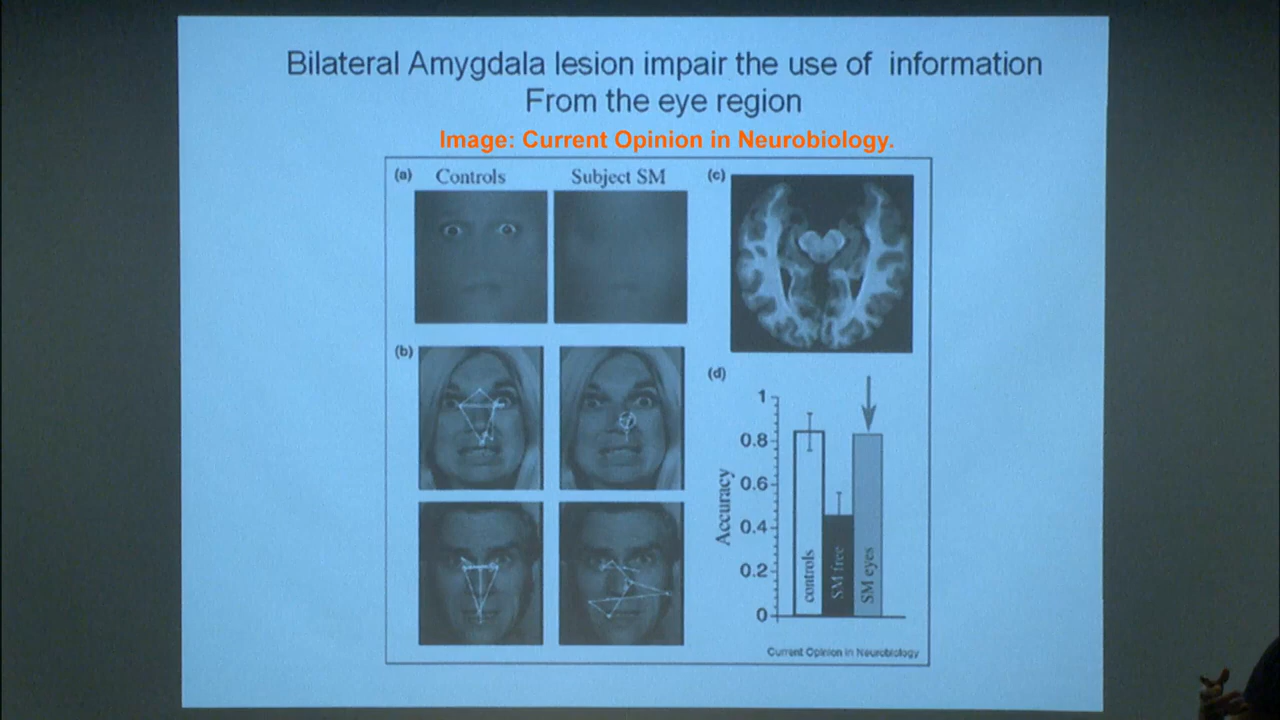 Bilateral Amygdala lesion impair the use of information
From the eye region
Image: Current Opinion in Neurobiology.
(a) Controls Subject SM (c)
(b)
(d)
1
0.8
0.6
0.4
0.2
0
Accuracy
controls
SM free
SM eyes
Current Opinion in Neurobiology